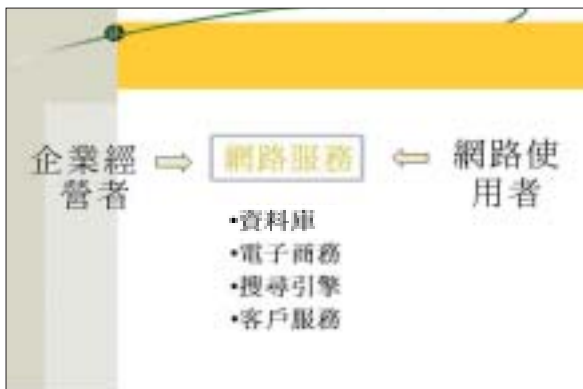 企業經
營者
網路服務
網路使
用者
•資料庫
•電子商務
•搜尋引擎
•客戶服務